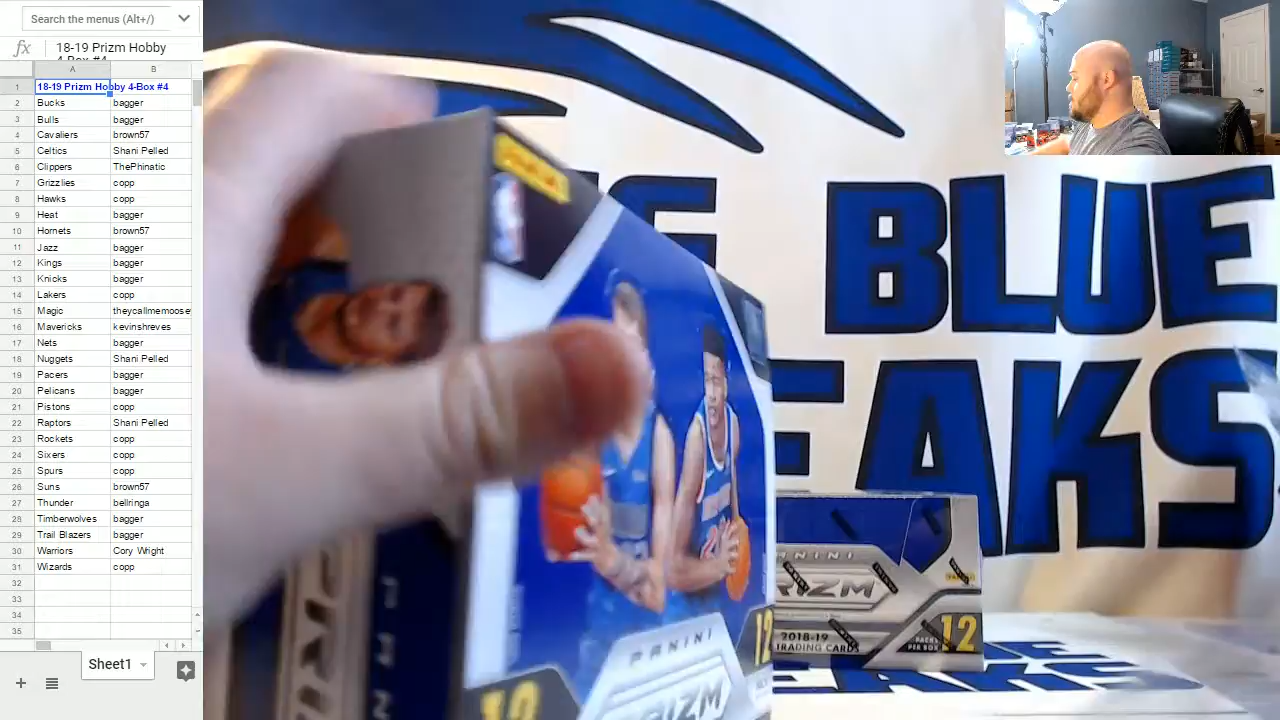 Search the menus (Alt+/)
fx 18-19 Prizm Hobby
A B
1 18-19 Prizm Hobby 4-Box #4
2 Bucks bagger
3 Bulls bagger
4 Cavaliers brown57
5 Celtics Shani Pelled
6 Clippers ThePhinatic
7 Grizzlies copp
8 Hawks copp
9 Heat bagger
10 Hornets brown57
11 Jazz bagger
12 Kings bagger
13 Knicks bagger
14 Lakers copp
15 Magic theycallmemoose
16 Mavericks kevinshreves
17 Nets bagger
18 Nuggets Shani Pelled
19 Pacers bagger
20 Pelicans bagger
21 Pistons copp
22 Raptors Shani Pelled
23 Rockets copp
24 Sixers copp
25 Spurs copp
26 Suns brown57
27 Thunder bellringa
28 Timberwolves bagger
29 Trail Blazers bagger
30 Warriors Cory Wright
31 Wizards copp
32
33
34
35
Sheet1
BLUE
EAKS
PANINI
PRIZM
12
12
PANINI
RIZM
2018-19
TRADING CARDS
PACKS
PER BOX
12